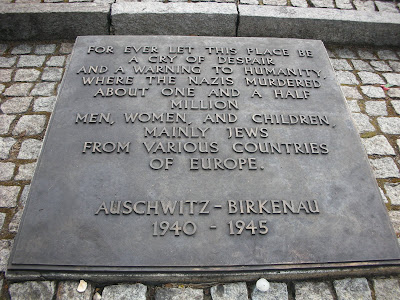 FOR EVER LET THIS PLACE BE
A CRY OF DESPAIR
AND A WARNING TO HUMANITY,
WHERE THE NAZIS MURDERED
ABOUT ONE AND A HALF
MILLION
MEN, WOMEN, AND CHILDREN,
MAINLY JEWS
FROM VARIOUS COUNTRIES
OF EUROPE.
AUSCHWITZ - BIRKENAU
1940 - 1945